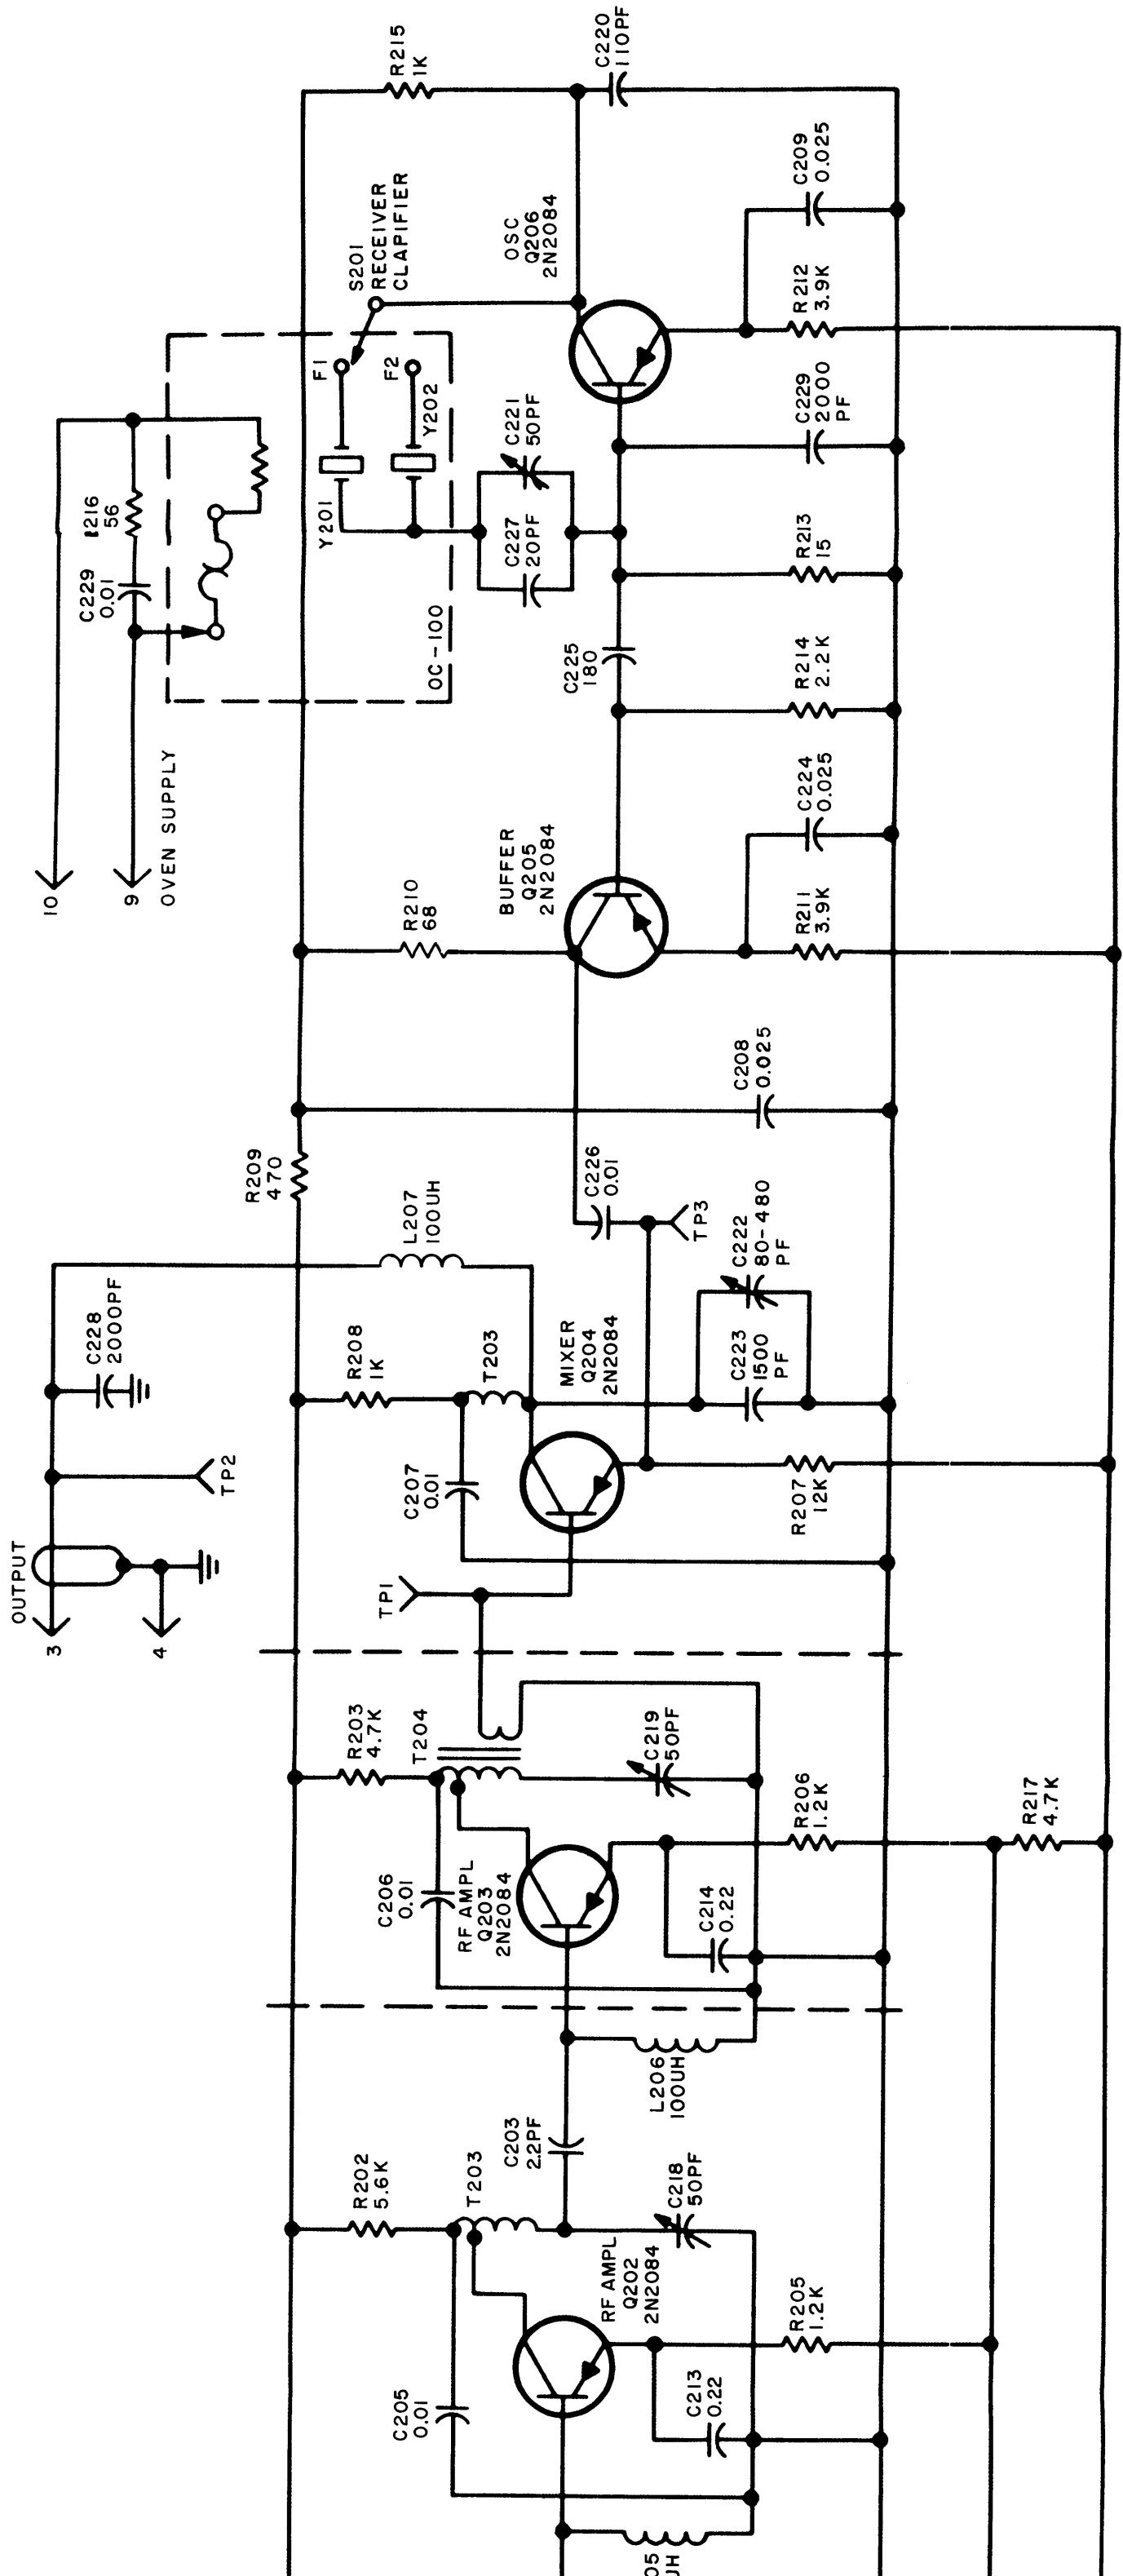 R215
1K
C220
110PF
C209
0.025
S201
RECEIVER
CLAPIFIER
OSC
Q206
2N2084
R212
3.9K
F1
F2
Y202
Y201
C221
50PF
C227
20PF
C229
2000
PF
R216
56
C229
0.01
OC-100
R213
15
C225
180
R214
2.2K
10
9
OVEN SUPPLY
C224
0.025
BUFFER
Q205
2N2084
R210
68
R211
3.9K
C208
0.025
R209
470
L207
100UH
C226
0.01
TP3
C222
80-480
PF
C228
2000PF
R208
1K
T203
MIXER
Q204
2N2084
C223
1500
PF
TP2
C207
0.01
R207
12K
OUTPUT
3
4
TP1
R203
4.7K
T204
C219
50PF
R206
1.2K
R217
4.7K
C206
0.01
RF AMPL
Q203
2N2084
C214
0.22
L206
100UH
C203
2.2PF
R202
5.6K
T203
C218
50PF
RF AMPL
Q202
2N2084
R205
1.2K
C205
0.01
C213
0.22
05
UH